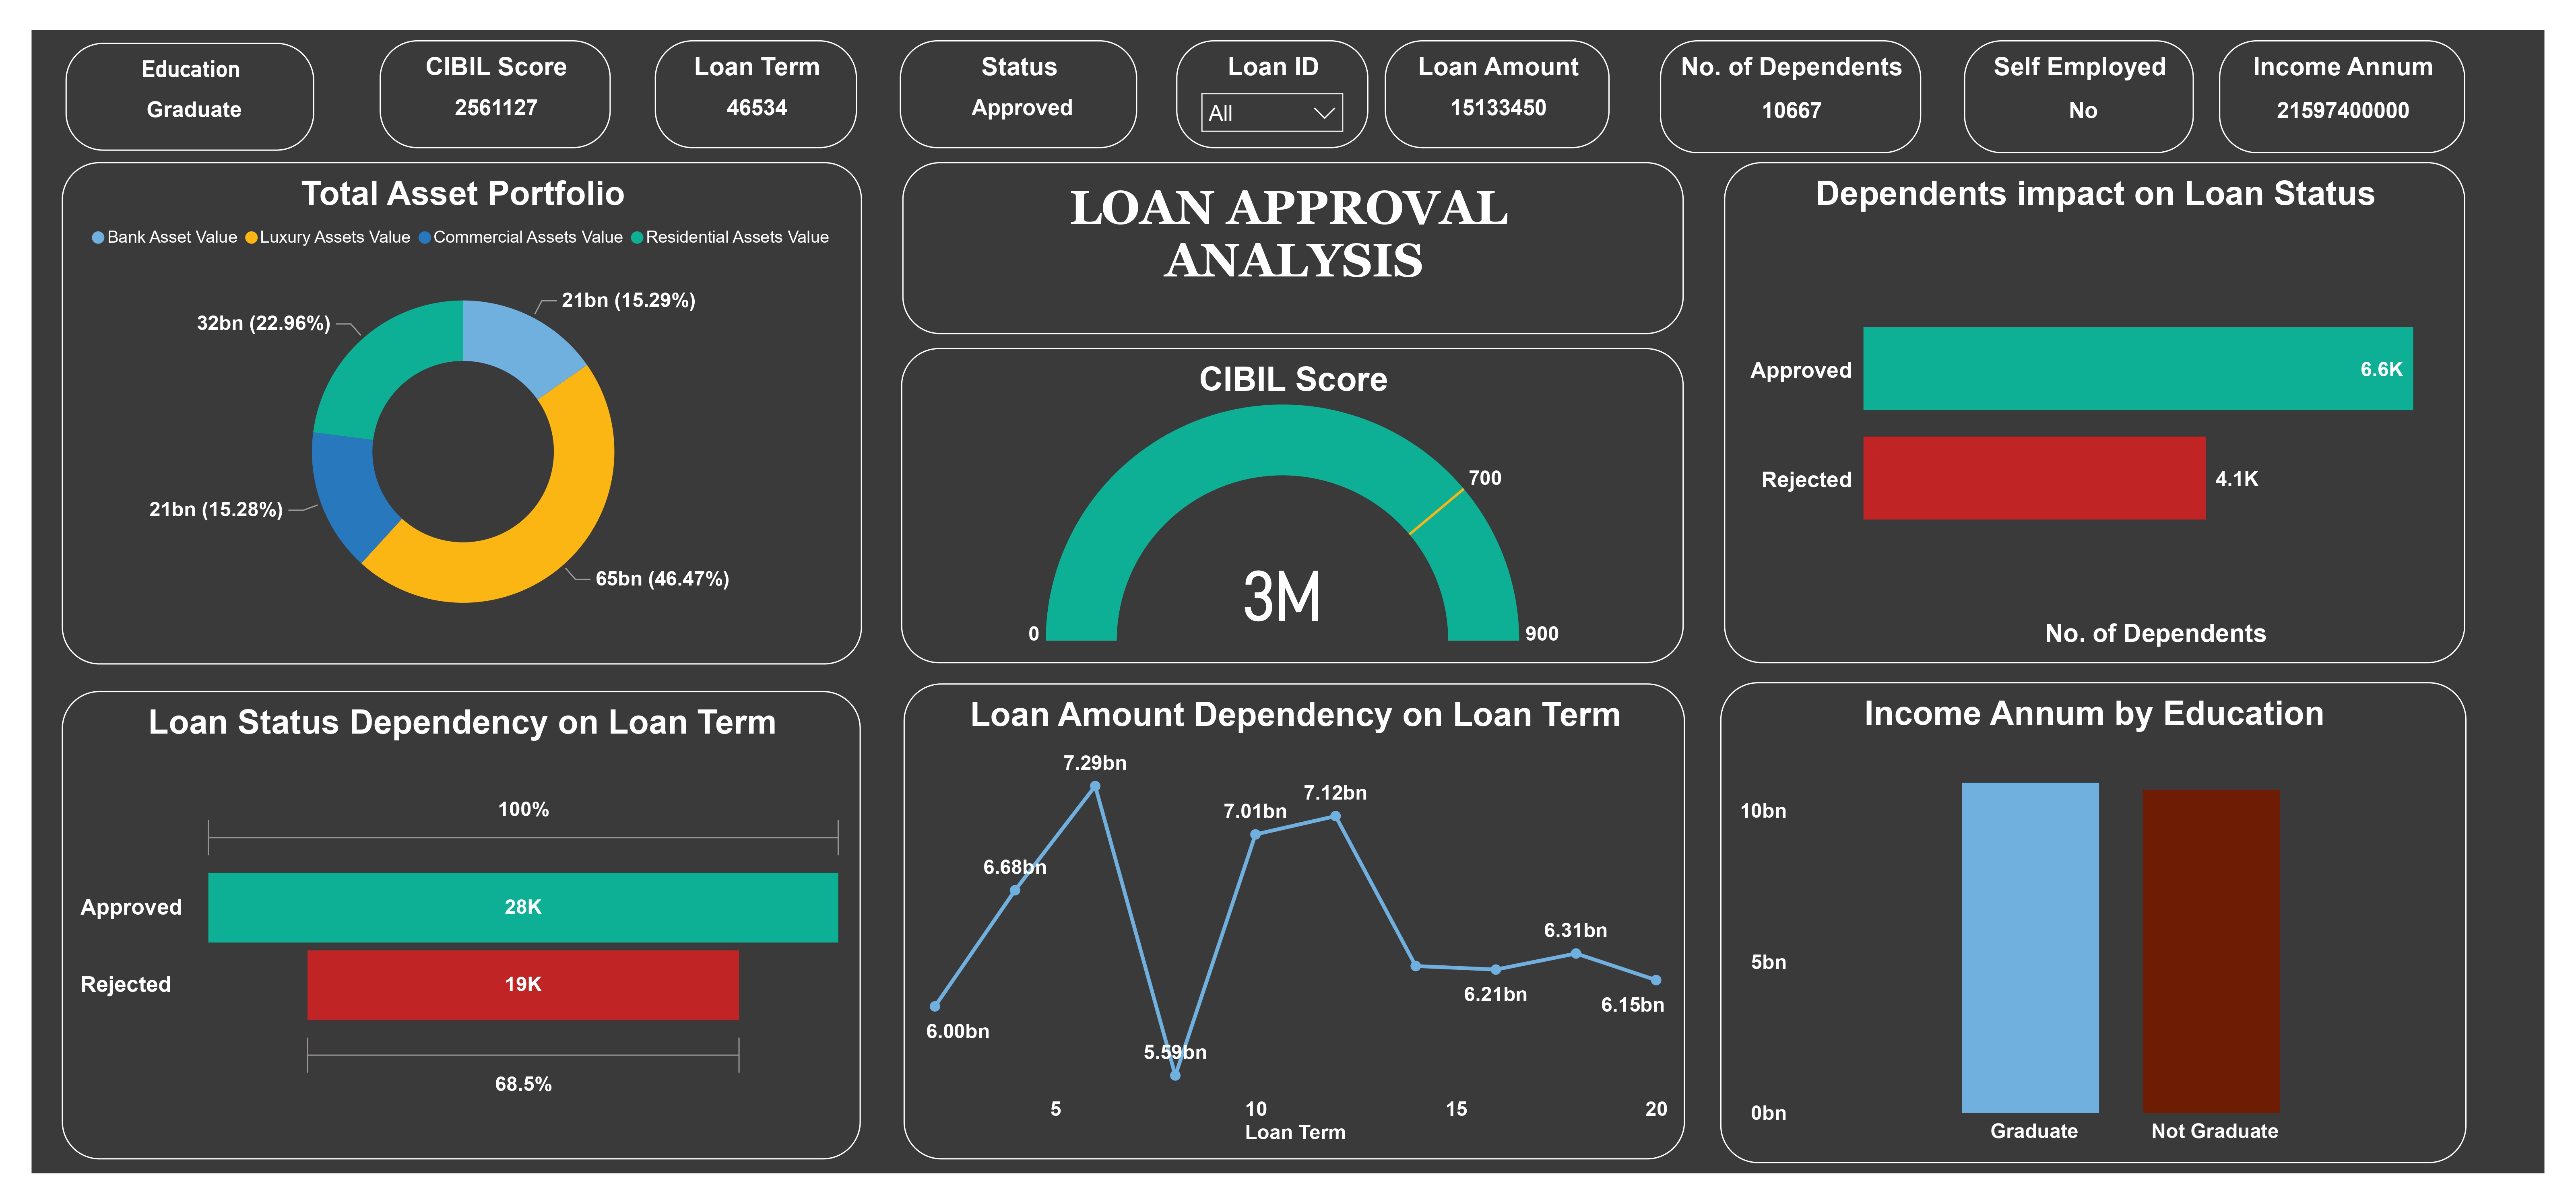 Education
Graduate
CIBIL Score
2561127
Loan Term
46534
Status
Approved
Loan ID
All
Loan Amount
15133450
No. of Dependents
10667
Self Employed
No
Income Annum
21597400000
Total Asset Portfolio
Bank Asset Value Luxury Assets Value Commercial Assets Value Residential Assets Value
21bn (15.29%)
32bn (22.96%)
21bn (15.28%)
65bn (46.47%)
LOAN APPROVAL
ANALYSIS
CIBIL Score
700
3M
0
900
Dependents impact on Loan Status
Approved
6.6K
Rejected
4.1K
No. of Dependents
Loan Status Dependency on Loan Term
100%
Approved
28K
Rejected
19K
68.5%
Loan Amount Dependency on Loan Term
7.29bn
7.12bn
7.01bn
6.68bn
6.31bn
6.21bn
6.15bn
6.00bn
5.59bn
5
10
15
20
Loan Term
Income Annum by Education
10bn
5bn
0bn
Graduate
Not Graduate